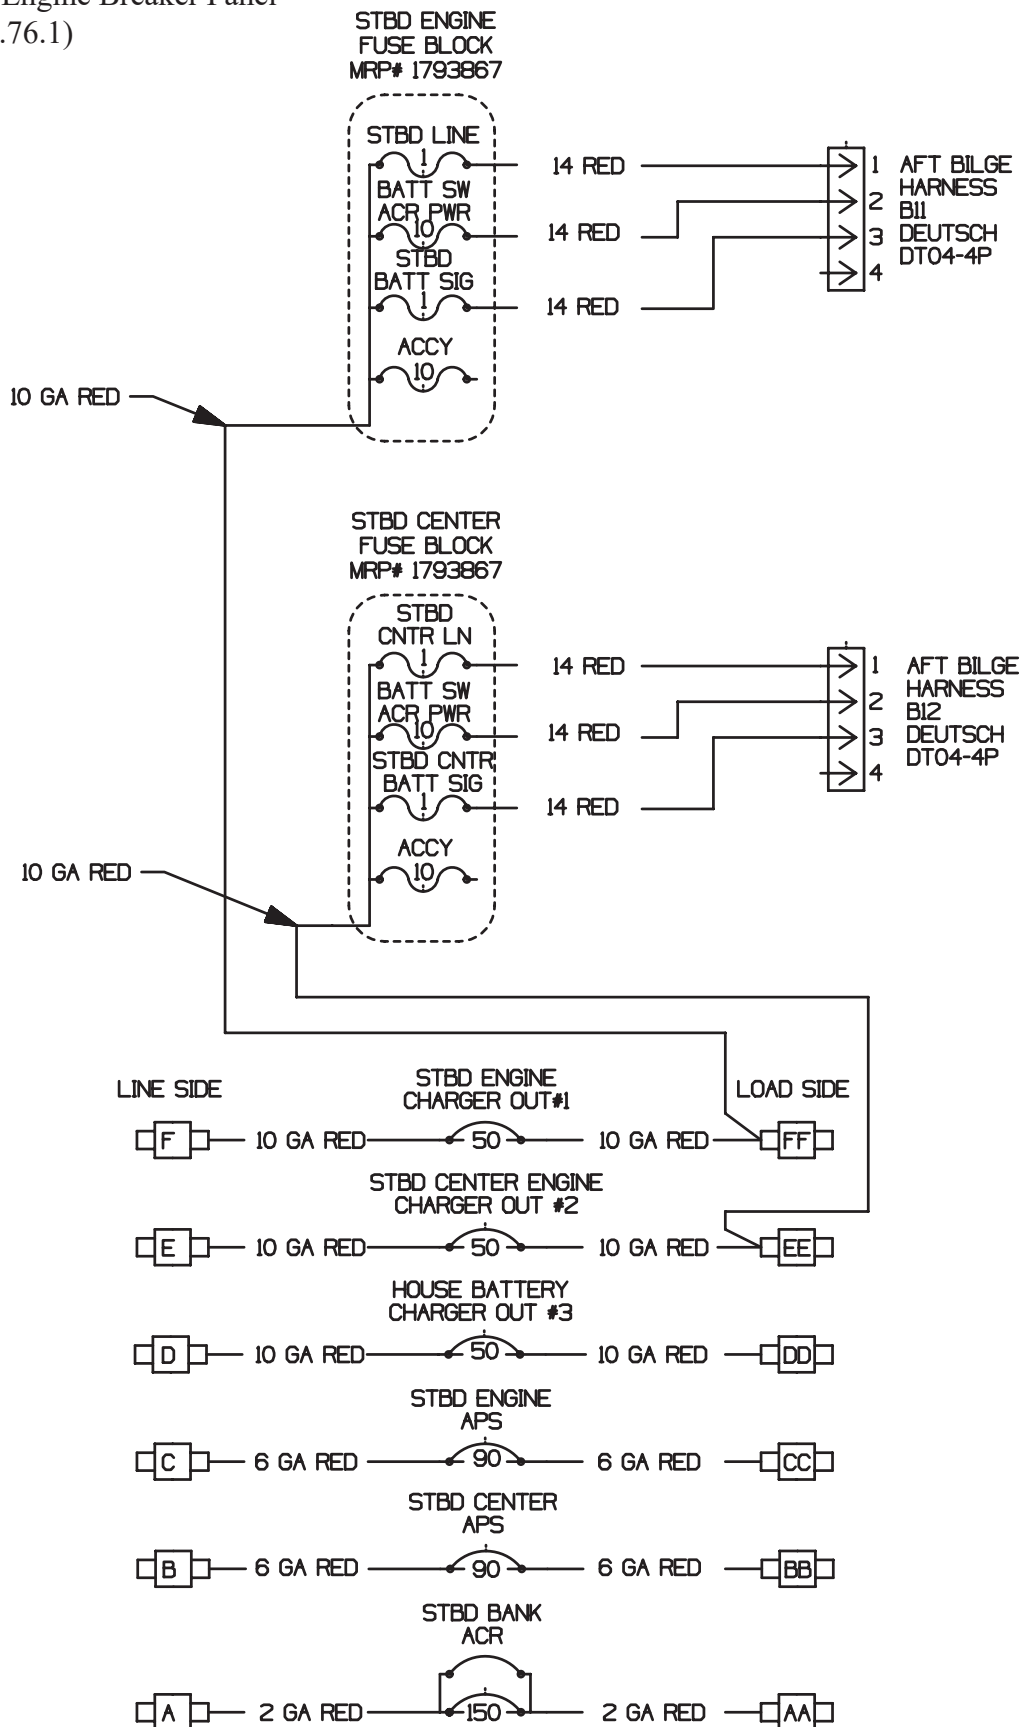 Engine Breaker Panel
.76.1)
STBD ENGINE
FUSE BLOCK
MRP# 1793867
STBD LINE
1
BATT SW
ACR PWR
10
STBD
BATT SIG
1
ACCY
10
14 RED
14 RED
14 RED
1
2
3
4
AFT BILGE
HARNESS
B11
DEUTSCH
DT04-4P
10 GA RED
STBD CENTER
FUSE BLOCK
MRP# 1793867
STBD
CNTR LN
1
BATT SW
ACR PWR
10
STBD CNTR
BATT SIG
1
ACCY
10
14 RED
14 RED
14 RED
1
2
3
4
AFT BILGE
HARNESS
B12
DEUTSCH
DT04-4P
10 GA RED
LINE SIDE
LOAD SIDE
STBD ENGINE
CHARGER OUT#1
F 10 GA RED 50 10 GA RED FF
STBD CENTER ENGINE
CHARGER OUT #2
E 10 GA RED 50 10 GA RED EE
HOUSE BATTERY
CHARGER OUT #3
D 10 GA RED 50 10 GA RED DD
STBD ENGINE
APS
C 6 GA RED 90 6 GA RED CC
STBD CENTER
APS
B 6 GA RED 90 6 GA RED BB
STBD BANK
ACR
A 2 GA RED 150 2 GA RED AA